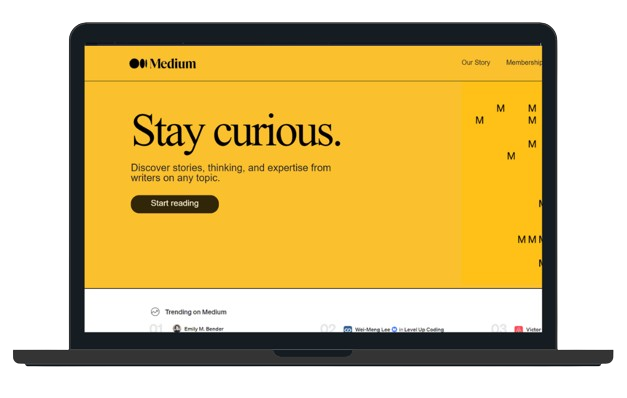 Medium
Our Story Membership
Stay curious.
M M
M M
M
M
Discover stories, thinking, and expertise from
writers on any topic.
Start reading
M M
Trending on Medium
01 Emily M. Bender 02 Wei-Meng Lee in Level Up Coding 03 Victor